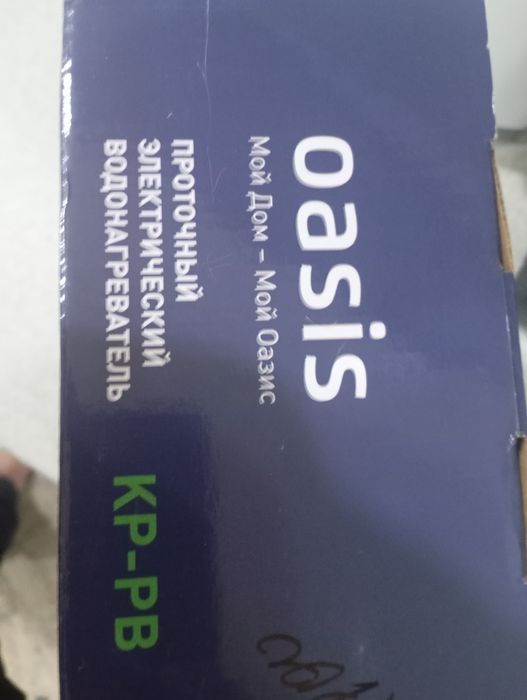 oasis
Мой Дом – Мой Оазис
ПРОТОЧНЫЙ
ЭЛЕКТРИЧЕСКИЙ
ВОДОНАГРЕВАТЕЛЬ
KP-PB